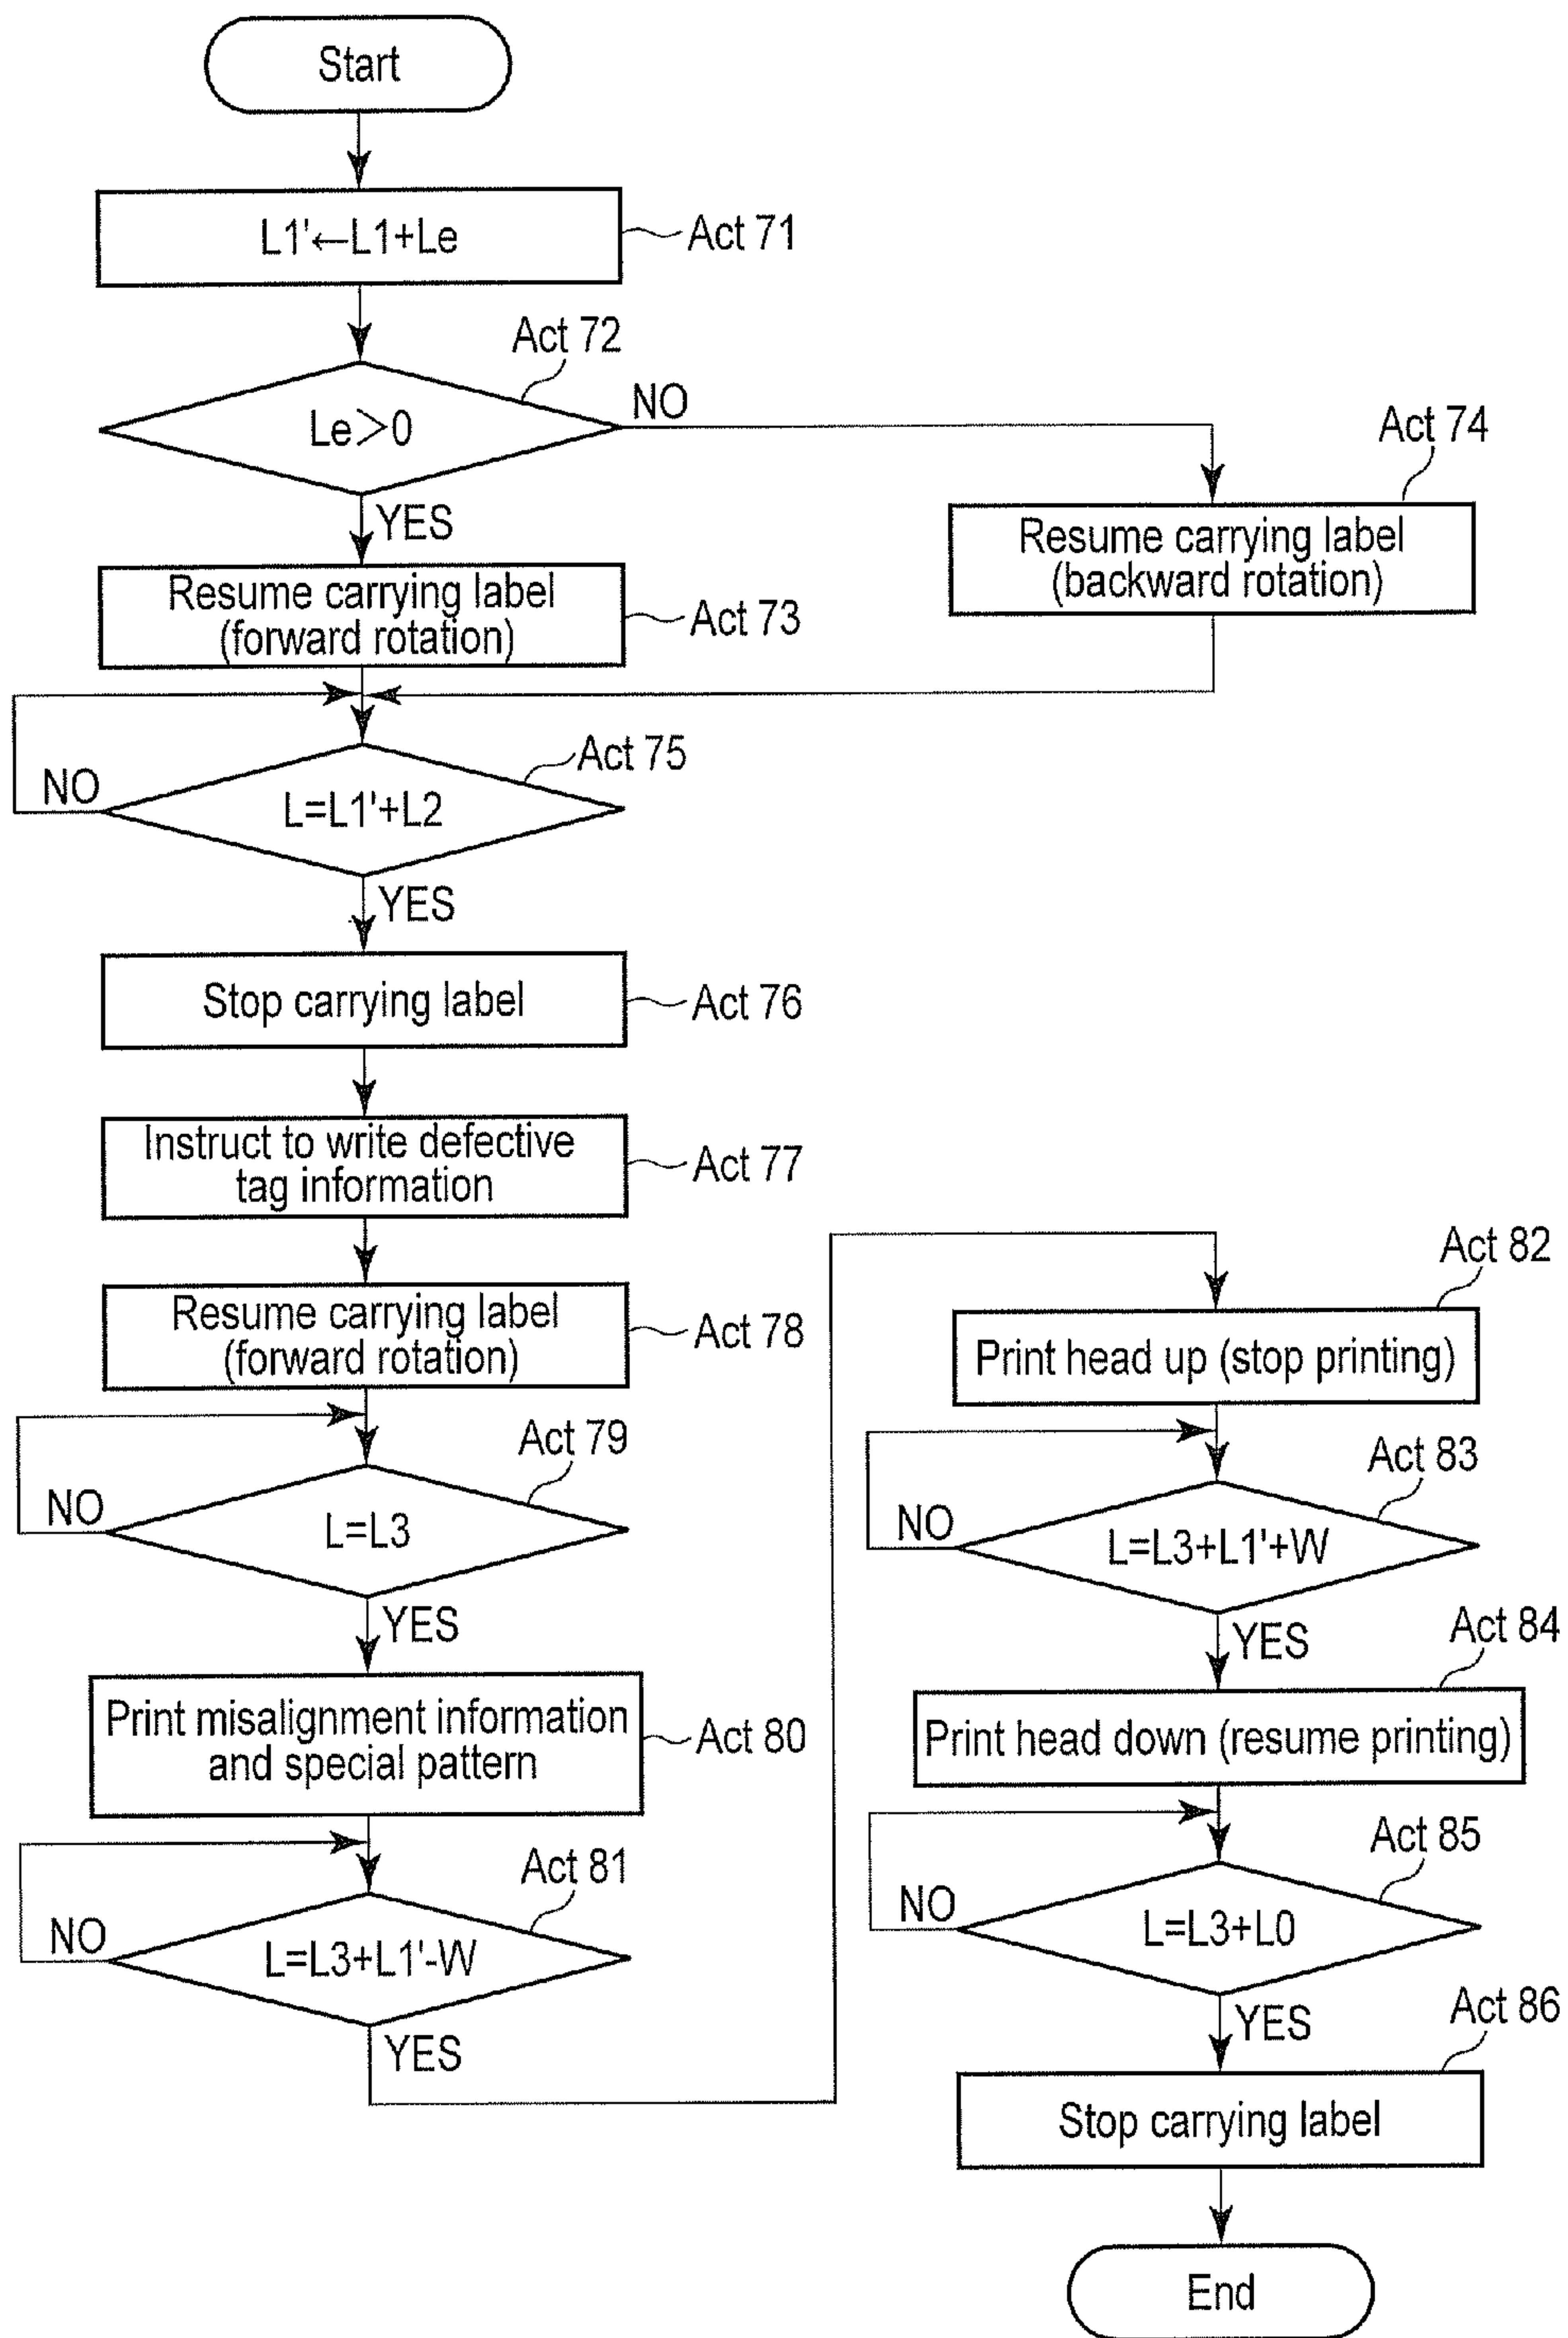 Start
L1'←L1+Le
Act 71
Act 72
Le>0
NO
YES
Act 74
Resume carrying label
(backward rotation)
Resume carrying label
(forward rotation)
Act 73
Act 75
NO
L=L1'+L2
YES
Stop carrying label
Act 76
Instruct to write defective
tag information
Act 77
Resume carrying label
(forward rotation)
Act 78
Act 79
NO
L=L3
YES
Print misalignment information
and special pattern
Act 80
Act 81
NO
L=L3+L1'-W
YES
Act 82
Print head up (stop printing)
Act 83
NO
L=L3+L1'+W
YES
Act 84
Print head down (resume printing)
Act 85
NO
L=L3+L0
YES
Act 86
Stop carrying label
End